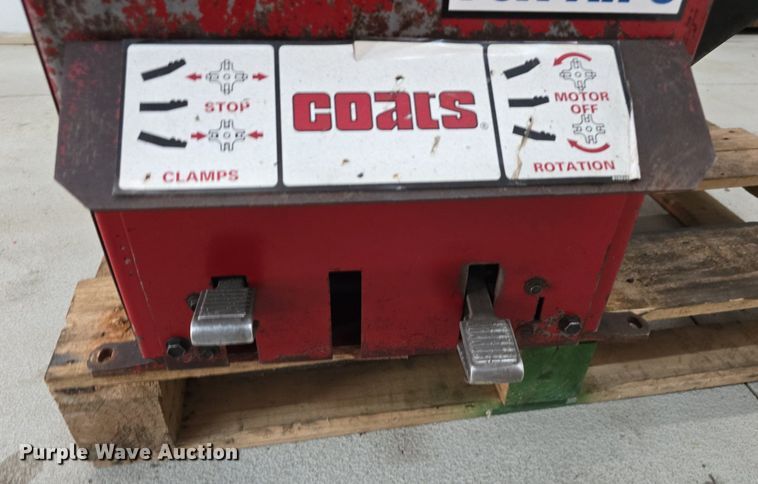 STOP
CLAMPS
coats®
MOTOR
OFF
ROTATION
Purple Wave Auction